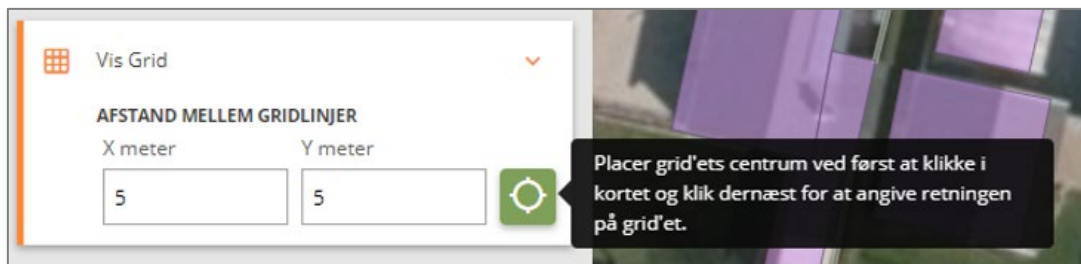 Vis Grid
AFSTAND MELLEM GRIDLINJER
X meter
Y meter
5
5
Placer grid'ets centrum ved først at klikke i
kortet og klik dernæst for at angive retningen
på grid'et.